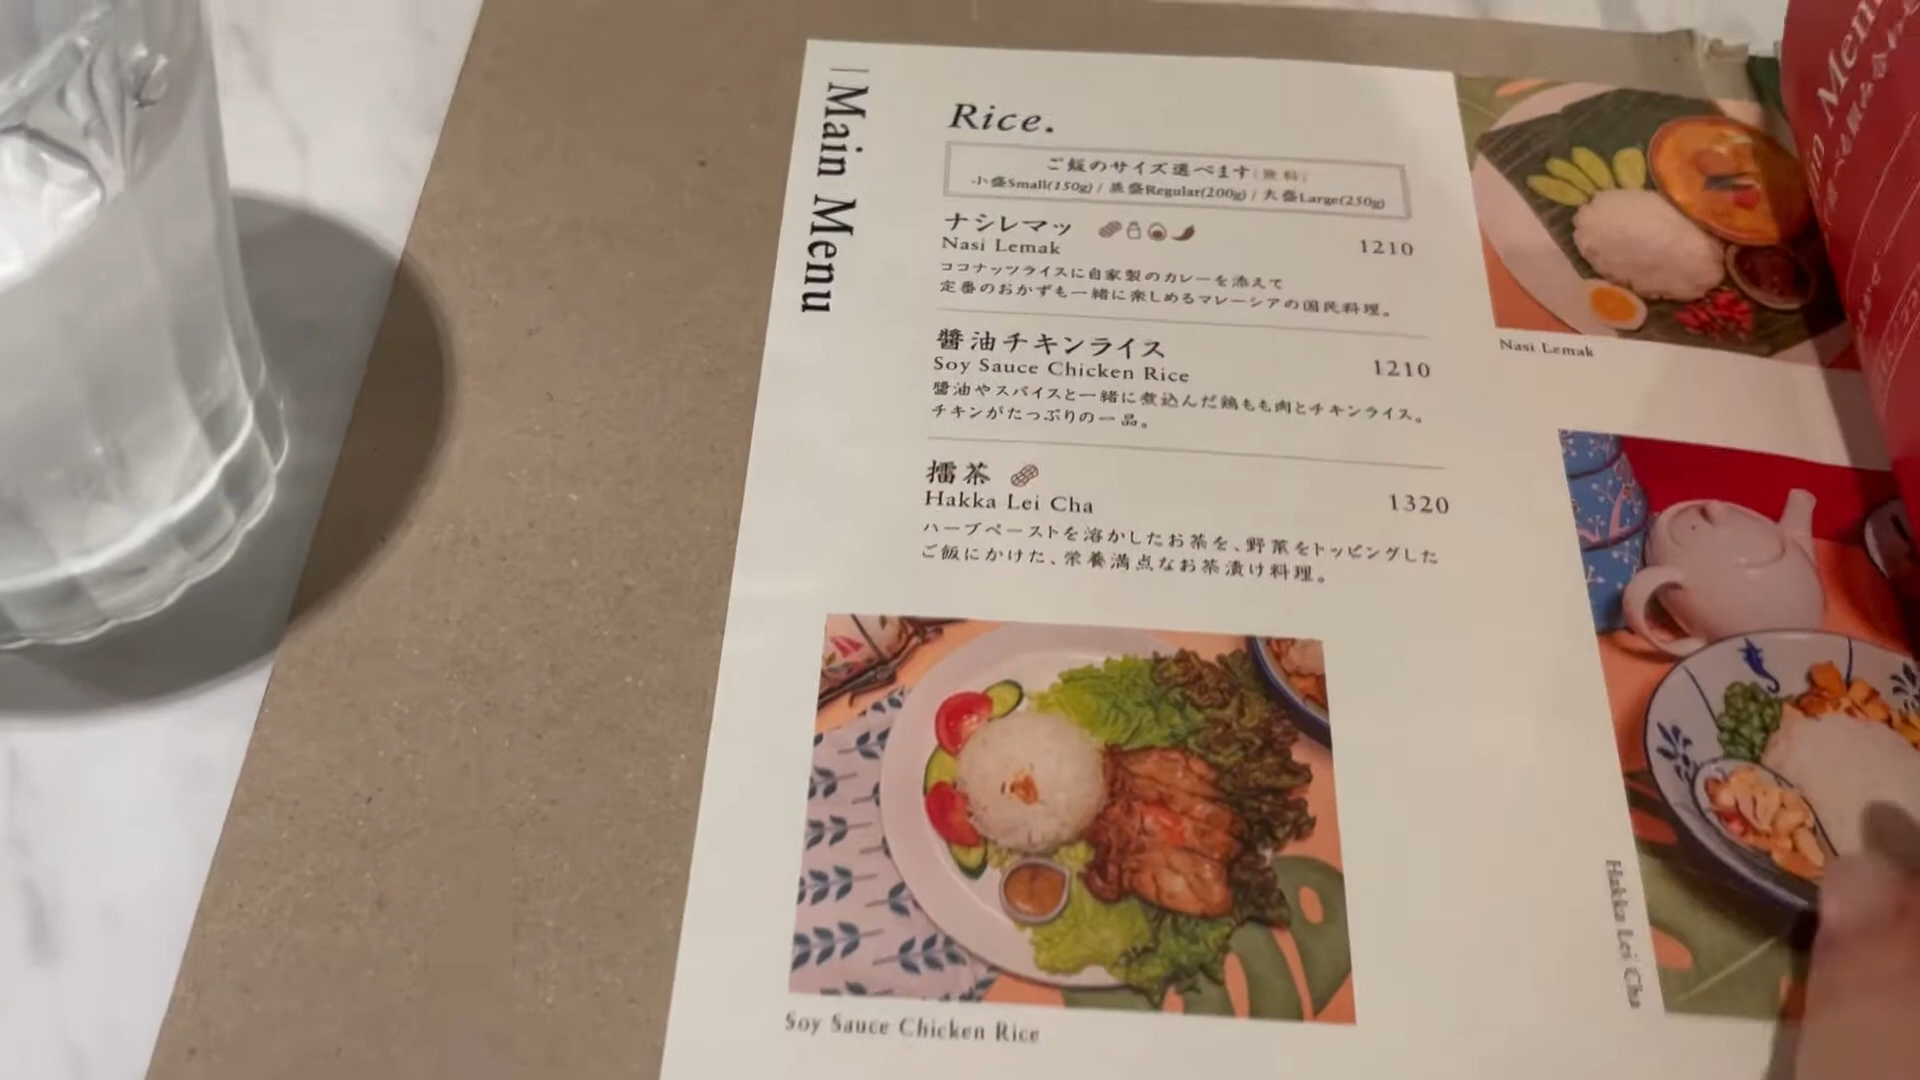 Main Menu
Rice.
ご飯のサイズ選べます(無料)
小盛Small(150g) / 並盛Regular(200g) / 大盛Large(250g)
ナシレマッ
Nasi Lemak
1210
ココナッツライスに自家製のカレーを添えて
定番のおかずも一緒に楽しめるマレーシアの国民料理。
醬油チキンライス
Soy Sauce Chicken Rice
1210
醬油やスパイスと一緒に煮込んだ鶏もも肉とチキンライス。
チキンがたっぷりの一品。
擂茶
Hakka Lei Cha
1320
ハーブペーストを溶かしたお茶を、野菜をトッピングした
ご飯にかけた、栄養満点なお茶漬け料理。
Soy Sauce Chicken Rice
Nasi Lemak
Hakka Lei Cha
Menu